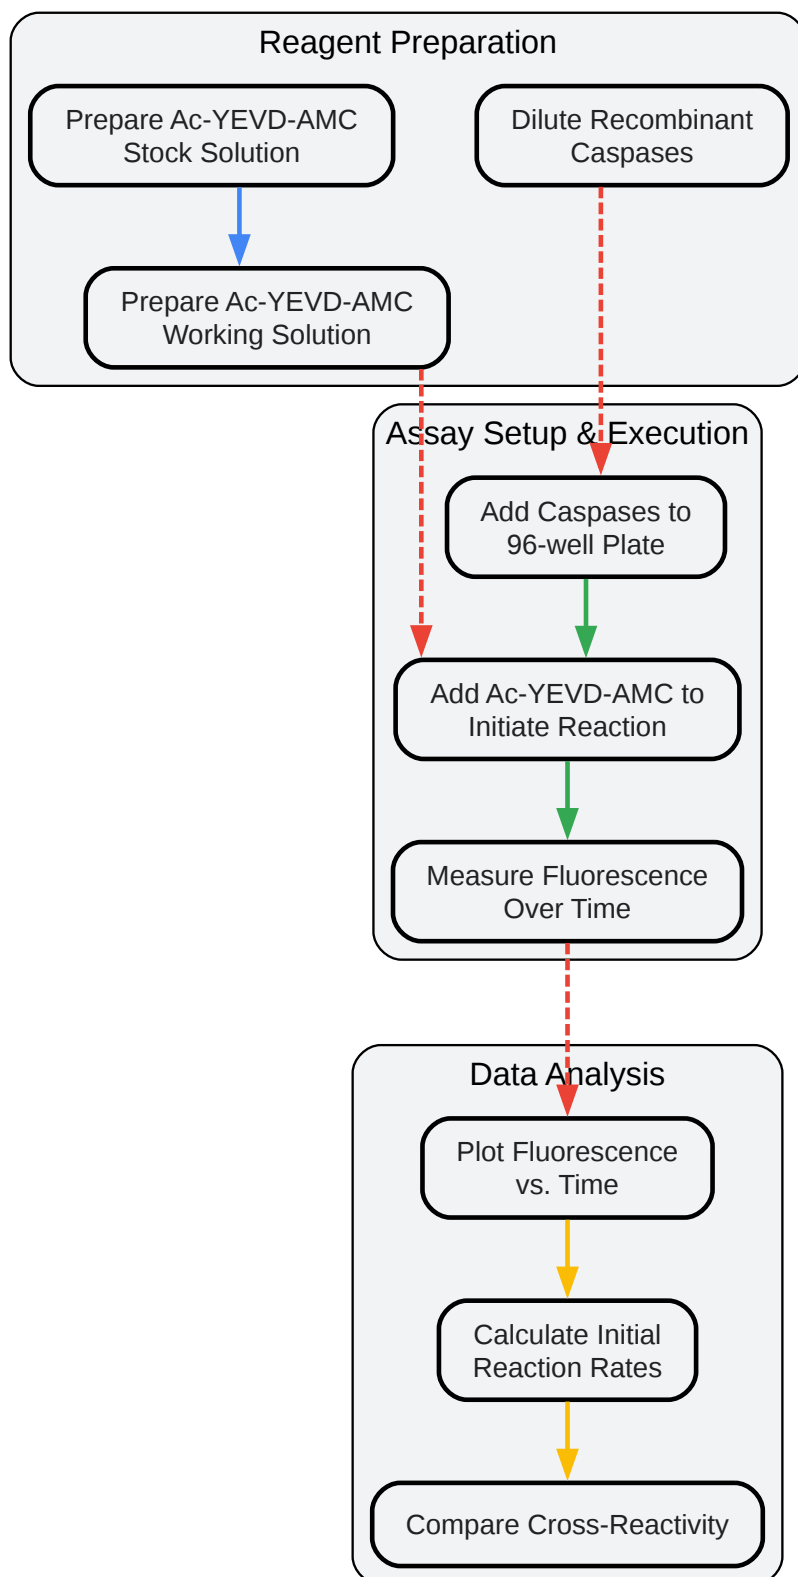 Reagent Preparation
Prepare Ac-YEVD-AMC
Stock Solution
Dilute Recombinant
Caspases
Prepare Ac-YEVD-AMC
Working Solution
Assay Setup & Execution
Add Caspases to
96-well Plate
Add Ac-YEVD-AMC to
Initiate Reaction
Measure Fluorescence
Over Time
Data Analysis
Plot Fluorescence
vs. Time
Calculate Initial
Reaction Rates
Compare Cross-Reactivity